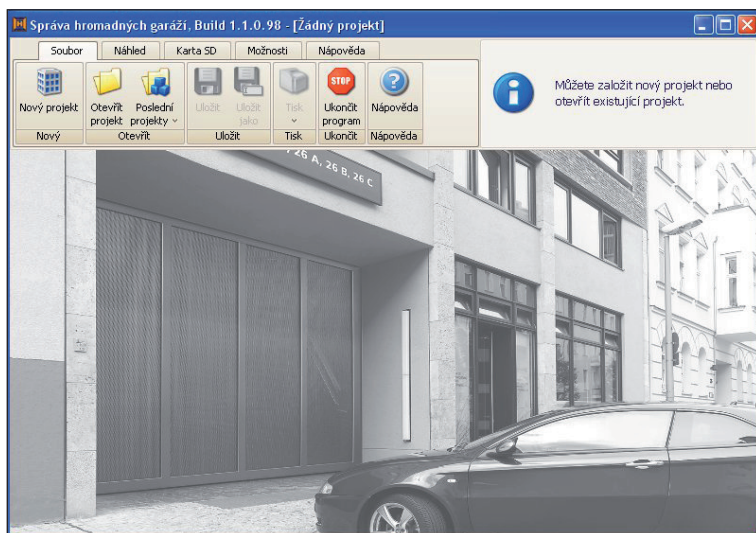 Správa hromadných garáží, Build 1.1.0.98 - [Žádný projekt]
Soubor Náhled Karta SD Možnosti Nápověda
Nový projekt Otevřít projekt Poslední projekty Uložit Uložit jako Tisk Ukončit program Nápověda
Nový Otevřít Uložit Tisk Ukončit Nápověda
STOP
Můžete založit nový projekt nebo
otevřít existující projekt.
, 26 A, 26 B, 26 C